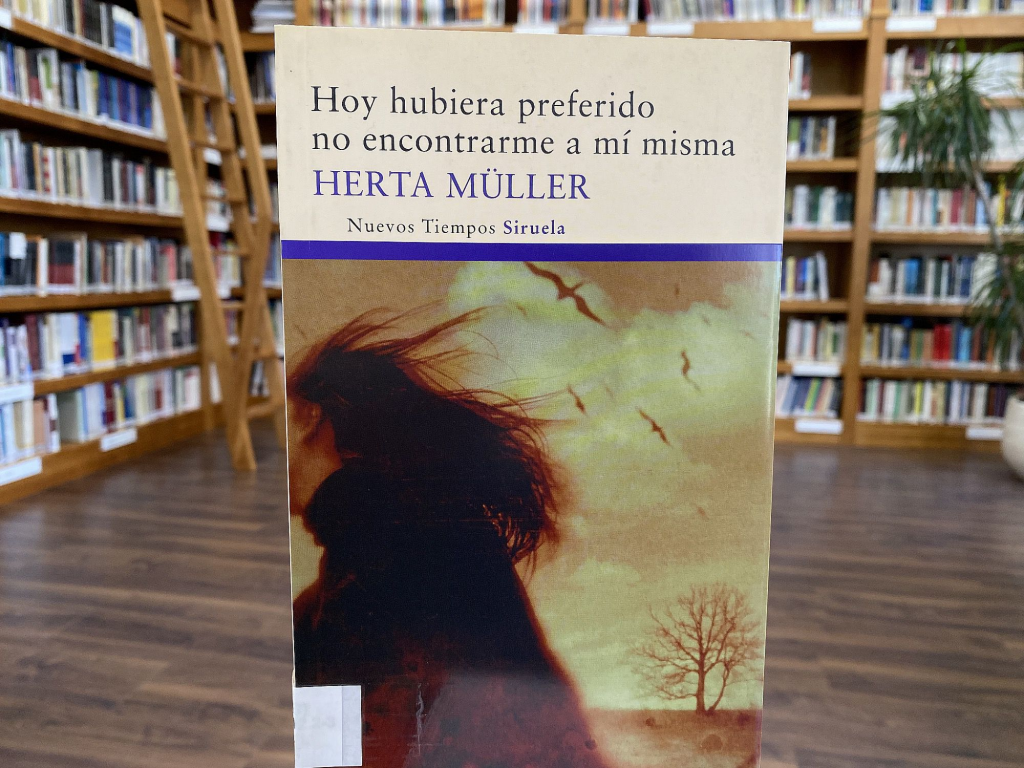 Hoy hubiera preferido
no encontrarme a mí misma
HERTA MÜLLER
Nuevos Tiempos Siruela